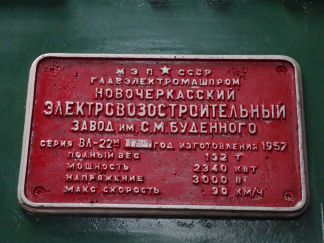 МЭП ★ СССР
ГЛАВЭЛЕКТРОМАШПРОМ
НОВОЧЕРКАССКИЙ
ЭЛЕКТРОВОЗОСТРОИТЕЛЬНЫЙ
ЗАВОД ИМ. С.М. БУДЕННОГО
СЕРИЯ ВЛ-22М ГОД ИЗГОТОВЛЕНИЯ 1957
ПОЛНЫЙ ВЕС 132 Т
МОЩНОСТЬ 2340 КВТ
НАПРЯЖЕНИЕ 3000 В
МАКС. СКОРОСТЬ 90 КМ/Ч